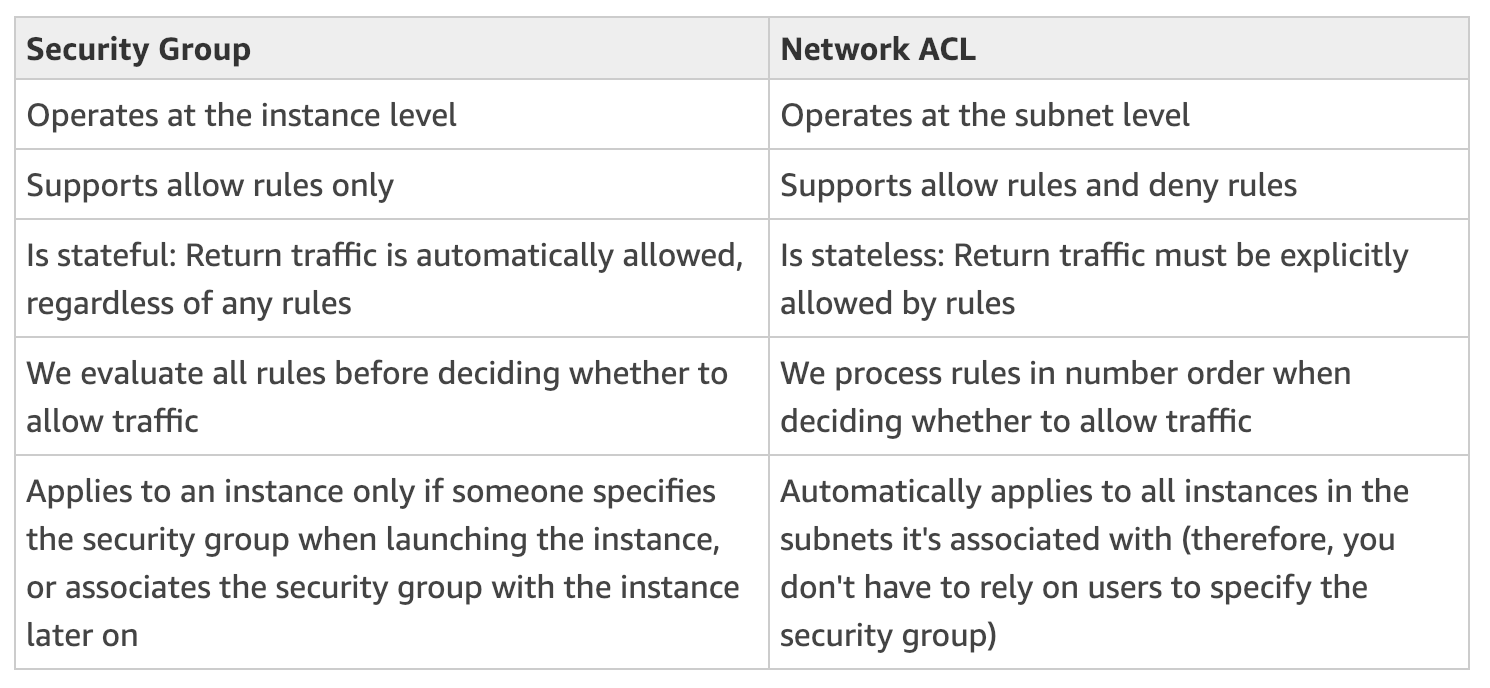 Security Group
Network ACL
Operates at the instance level
Operates at the subnet level
Supports allow rules only
Supports allow rules and deny rules
Is stateful: Return traffic is automatically allowed,
regardless of any rules
Is stateless: Return traffic must be explicitly
allowed by rules
We evaluate all rules before deciding whether to
allow traffic
We process rules in number order when
deciding whether to allow traffic
Applies to an instance only if someone specifies
the security group when launching the instance,
or associates the security group with the instance
later on
Automatically applies to all instances in the
subnets it's associated with (therefore, you
don't have to rely on users to specify the
security group)